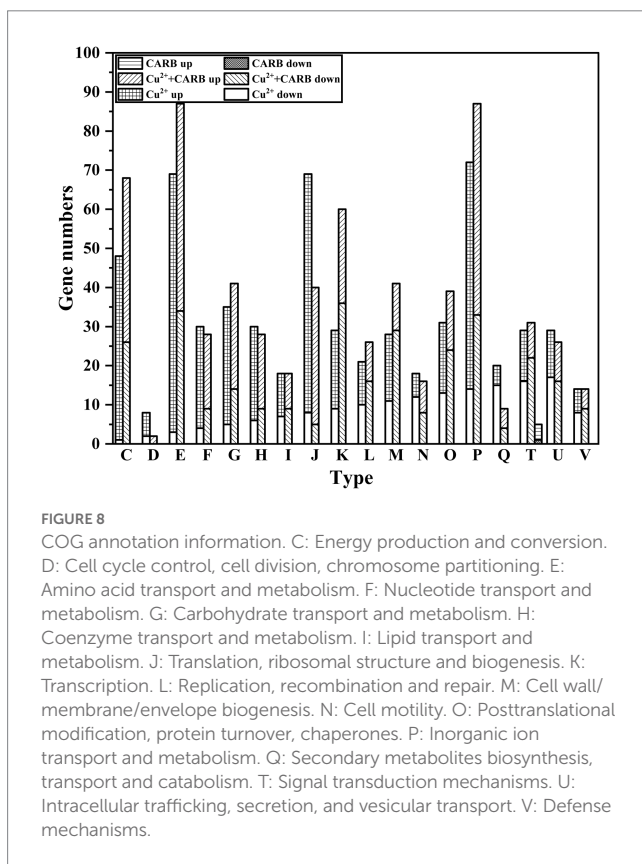 100
90
80
70
60
50
40
30
20
10
0
Gene numbers
CARB up CARB down
Cu²⁺+CARB up Cu²⁺+CARB down
Cu²⁺ up Cu²⁺ down
C D E F G H I J K L M N O P Q T U V
Type
FIGURE 8
COG annotation information. C: Energy production and conversion.
D: Cell cycle control, cell division, chromosome partitioning. E:
Amino acid transport and metabolism. F: Nucleotide transport and
metabolism. G: Carbohydrate transport and metabolism. H:
Coenzyme transport and metabolism. I: Lipid transport and
metabolism. J: Translation, ribosomal structure and biogenesis. K:
Transcription. L: Replication, recombination and repair. M: Cell wall/
membrane/envelope biogenesis. N: Cell motility. O: Posttranslational
modification, protein turnover, chaperones. P: Inorganic ion
transport and metabolism. Q: Secondary metabolites biosynthesis,
transport and catabolism. T: Signal transduction mechanisms. U:
Intracellular trafficking, secretion, and vesicular transport. V: Defense
mechanisms.